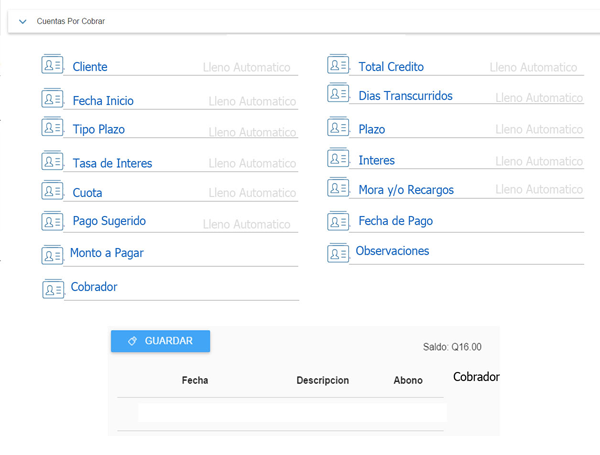 Cuentas Por Cobrar
Cliente Lleno Automatico
Total Credito Lleno Automatico
Fecha Inicio Lleno Automatico
Dias Transcurridos Lleno Automatico
Tipo Plazo Lleno Automatico
Plazo Lleno Automatico
Tasa de Interes Lleno Automatico
Interes Lleno Automatico
Cuota Lleno Automatico
Mora y/o Recargos Lleno Automatico
Pago Sugerido Lleno Automatico
Fecha de Pago
Monto a Pagar
Observaciones
Cobrador
GUARDAR
Saldo: Q16.00
Fecha Descripcion Abono Cobrador